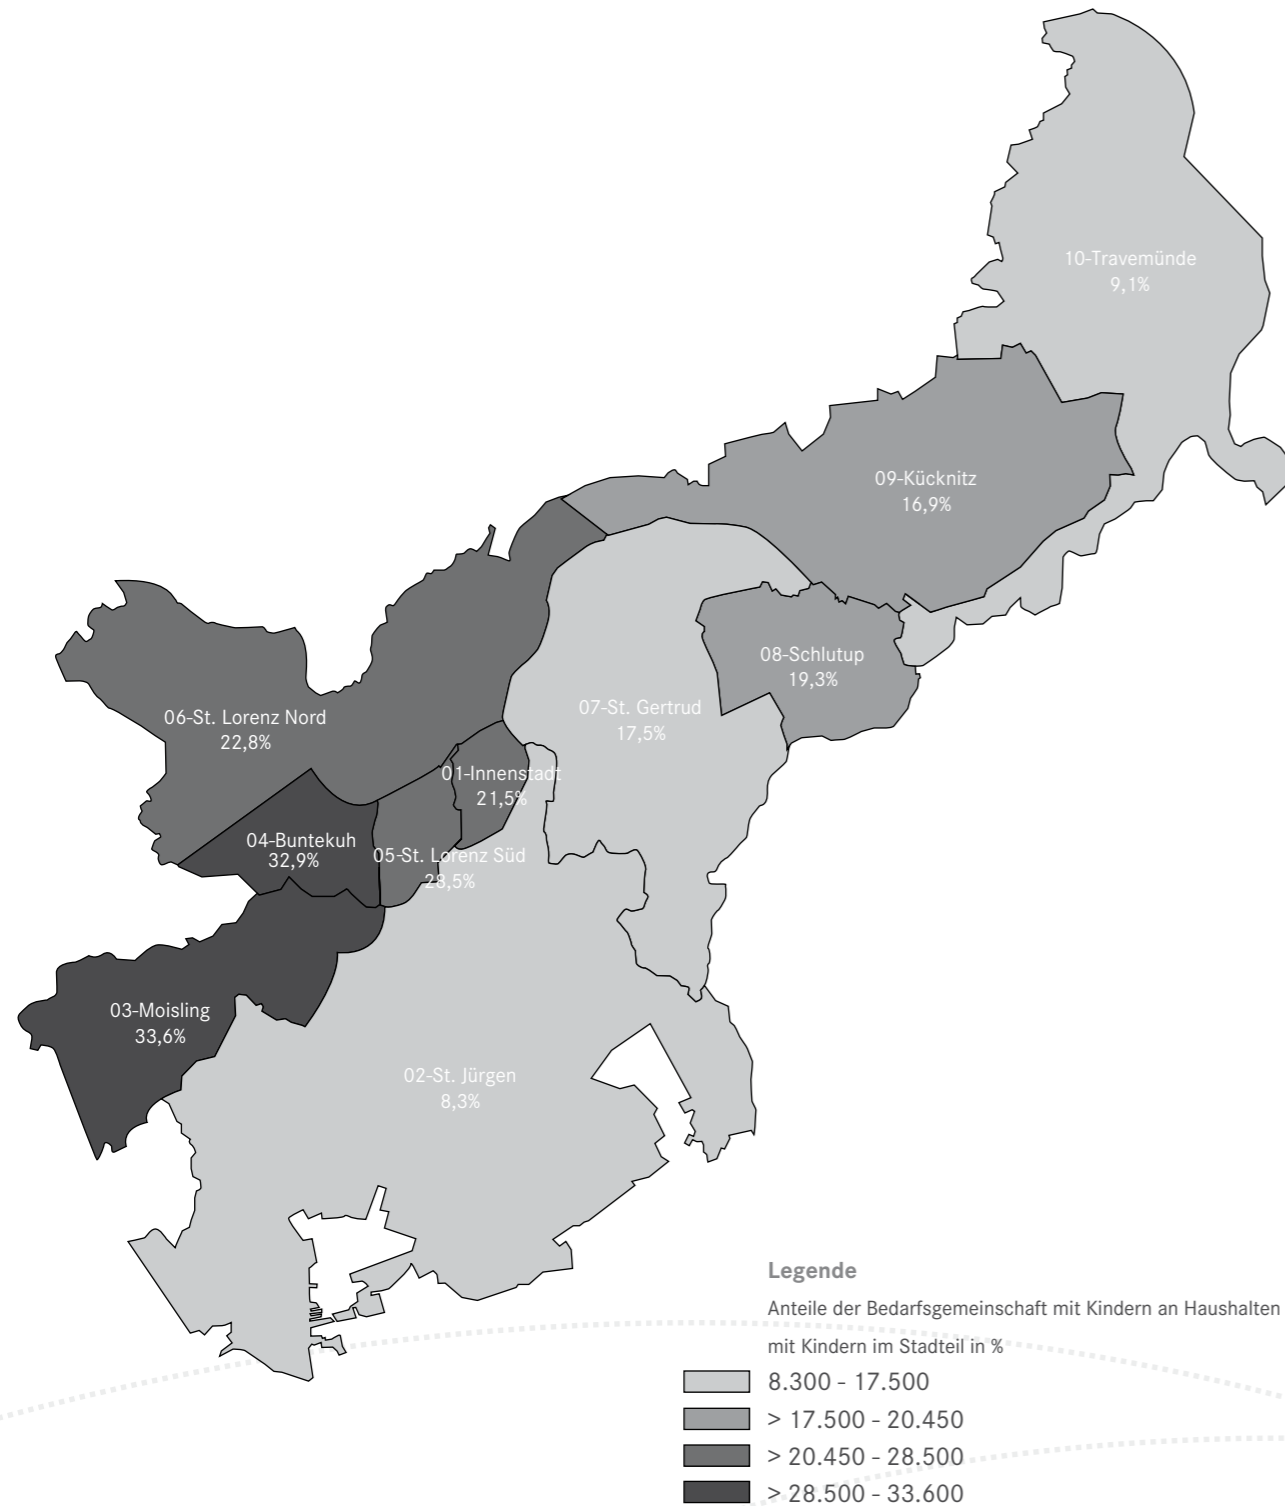 10-Travemünde
9,1%
09-Kücknitz
16,9%
08-Schlutup
19,3%
07-St. Gertrud
17,5%
06-St. Lorenz Nord
22,8%
01-Innenstadt
21,5%
04-Buntekuh
32,9%
05-St. Lorenz Süd
28,5%
03-Moisling
33,6%
02-St. Jürgen
8,3%
Legende
Anteile der Bedarfsgemeinschaft mit Kindern an Haushalten
mit Kindern im Stadteil in %
8.300 - 17.500
> 17.500 - 20.450
> 20.450 - 28.500
> 28.500 - 33.600